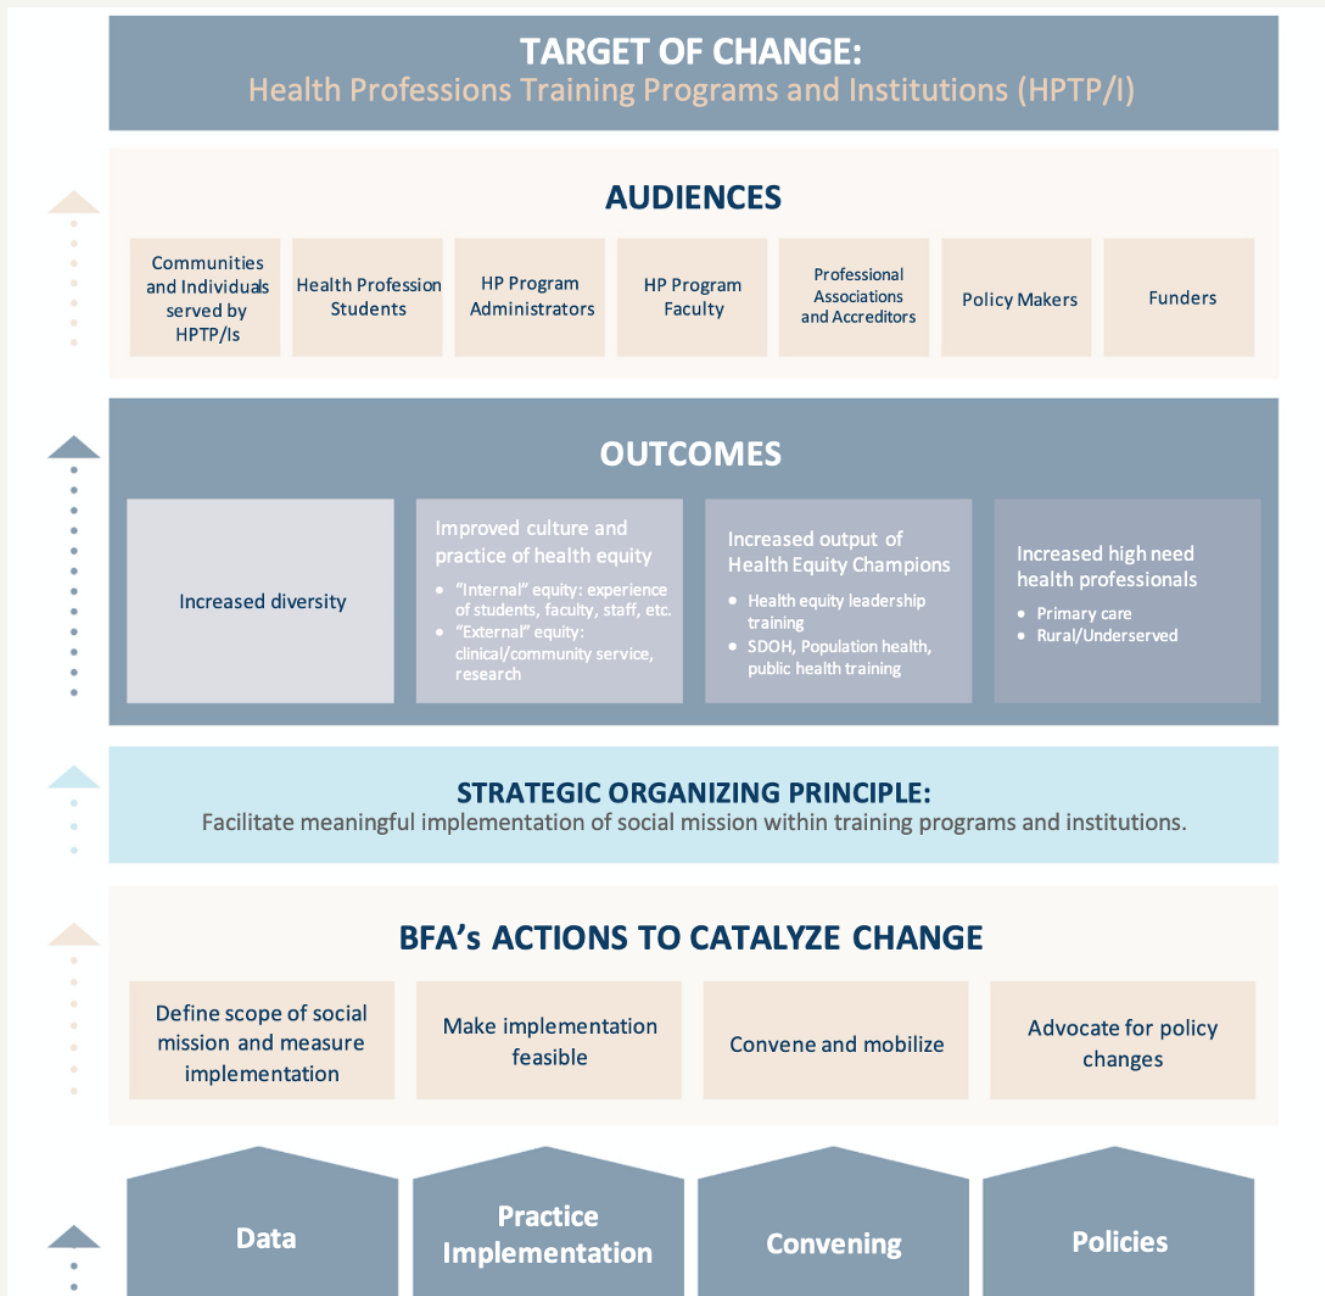 TARGET OF CHANGE:
Health Professions Training Programs and Institutions (HPTP/I)
AUDIENCES
Communities
and Individuals
served by
HPTP/Is
Health Profession
Students
HP Program
Administrators
HP Program
Faculty
Professional
Associations
and Accreditors
Policy Makers
Funders
OUTCOMES
Increased diversity
Improved culture and
practice of health equity
• “Internal” equity: experience
of students, faculty, staff, etc.
• “External” equity:
clinical/community service,
research
Increased output of
Health Equity Champions
• Health equity leadership
training
• SDOH, Population health,
public health training
Increased high need
health professionals
• Primary care
• Rural/Underserved
STRATEGIC ORGANIZING PRINCIPLE:
Facilitate meaningful implementation of social mission within training programs and institutions.
BFA’s ACTIONS TO CATALYZE CHANGE
Define scope of social
mission and measure
implementation
Make implementation
feasible
Convene and mobilize
Advocate for policy
changes
Data
Practice
Implementation
Convening
Policies